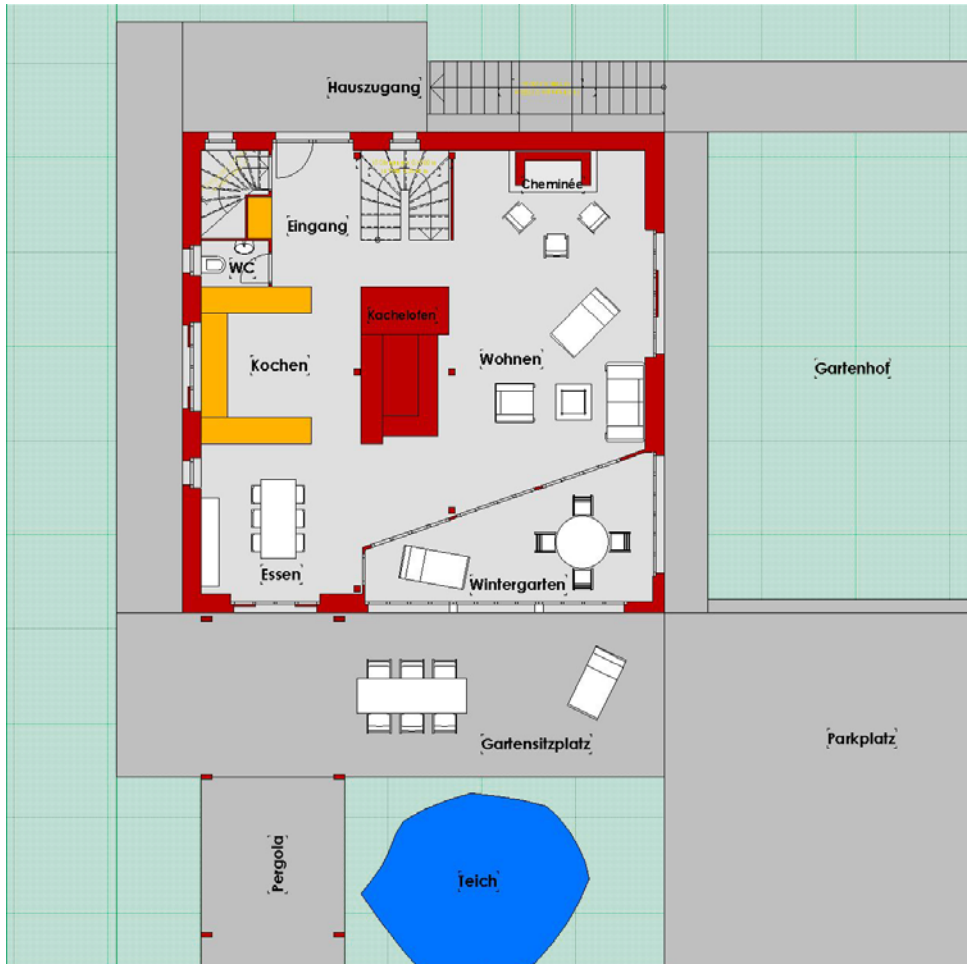 Hauszugang
Cheminée
Eingang
WC
Kachelofen
Kochen
Wohnen
Gartenhof
Essen
Wintergarten
Gartensitzplatz
Parkplatz
Pergola
Teich